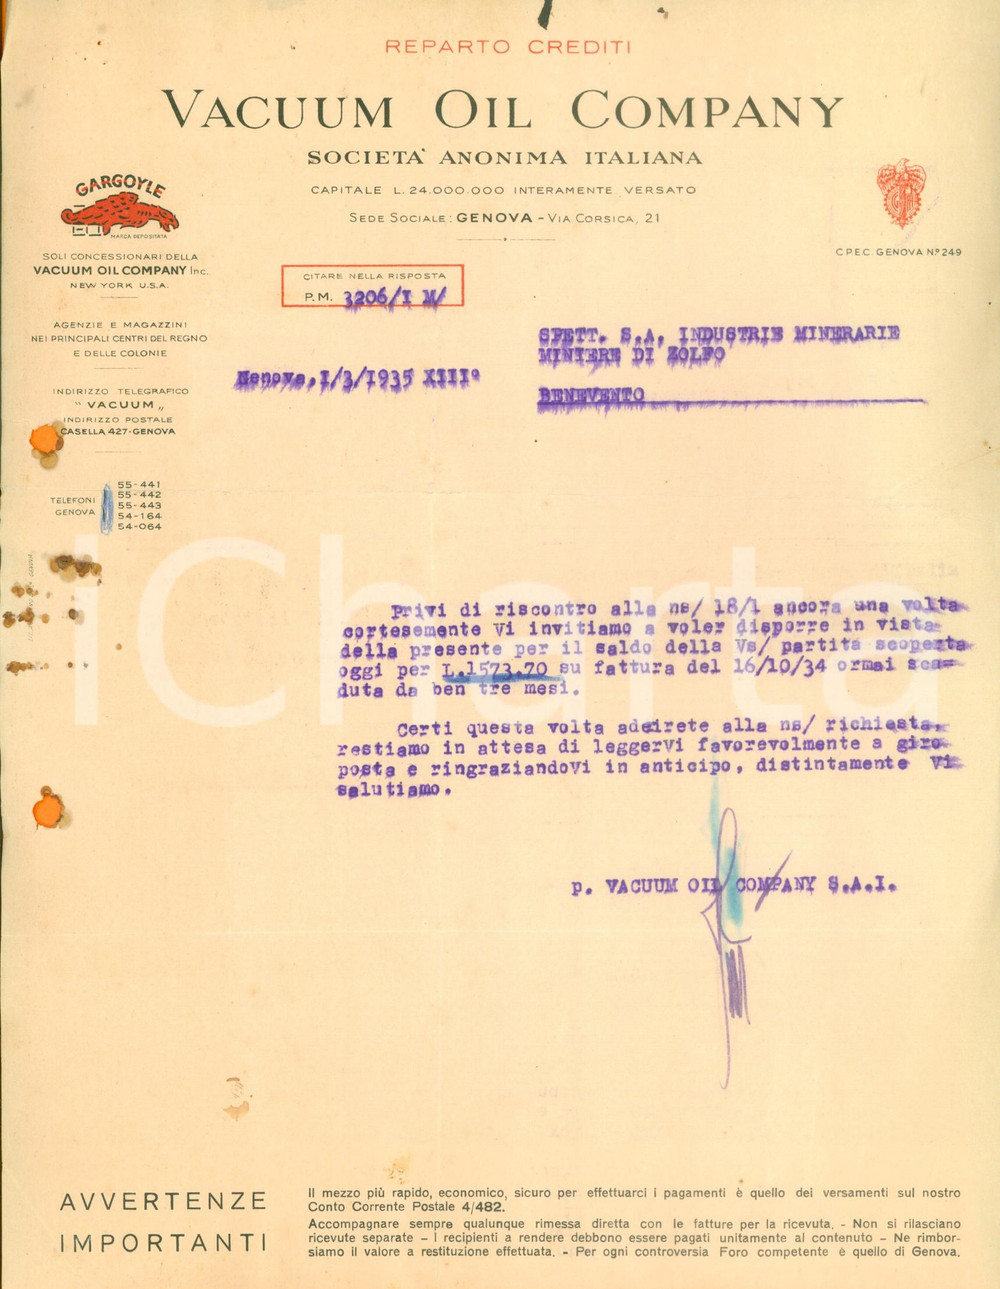 REPARTO CREDITI
VACUUM OIL COMPANY
SOCIETA' ANONIMA ITALIANA
CAPITALE L. 24.000.000 INTERAMENTE VERSATO
SEDE SOCIALE: GENOVA - VIA CORSICA, 21
GARGOYLE
MARCA DEPOSITATA
SOLI CONCESSIONARI DELLA
VACUUM OIL COMPANY Inc.
NEW YORK U.S.A.
AGENZIE E MAGAZZINI
NEI PRINCIPALI CENTRI DEL REGNO
E DELLE COLONIE
INDIRIZZO TELEGRAFICO
" VACUUM „
INDIRIZZO POSTALE
CASELLA 427-GENOVA
TELEFONI
GENOVA
55-441
55-442
55-443
54-164
54-064
C.P.E.C. GENOVA N.º 249
CITARE NELLA RISPOSTA
P.M. 3206/I M/
SPETT. S.A. INDUSTRIE MINERARIE
MINIERE DI ZOLFO
BENEVENTO
Genova, 1/3/1935 XIIIº
Privi di riscontro alla ns/ 18/1 ancora una volta
cortesemente Vi invitiamo a voler disporre in vista
della presente per il saldo della Vs/ partita scoperta
oggi per L.1573.70 su fattura del 16/10/34 ormai sca=
duta da ben tre mesi.
Certi questa volta aderirete alla ns/ richiesta,
restiamo in attesa di leggervi favorevolmente a giro
posta e ringraziandovi in anticipo, distintamente Vi
salutiamo.
p. VACUUM OIL COMPANY S.A.I.
AVVERTENZE
IMPORTANTI
Il mezzo più rapido, economico, sicuro per effettuarci i pagamenti è quello dei versamenti sul nostro
Conto Corrente Postale 4/482.
Accompagnare sempre qualunque rimessa diretta con le fatture per la ricevuta. - Non si rilasciano
ricevute separate - I recipienti a rendere debbono essere pagati unitamente al contenuto - Ne rimbor-
siamo il valore a restituzione effettuata. - Per ogni controversia Foro competente è quello di Genova.
iCharta